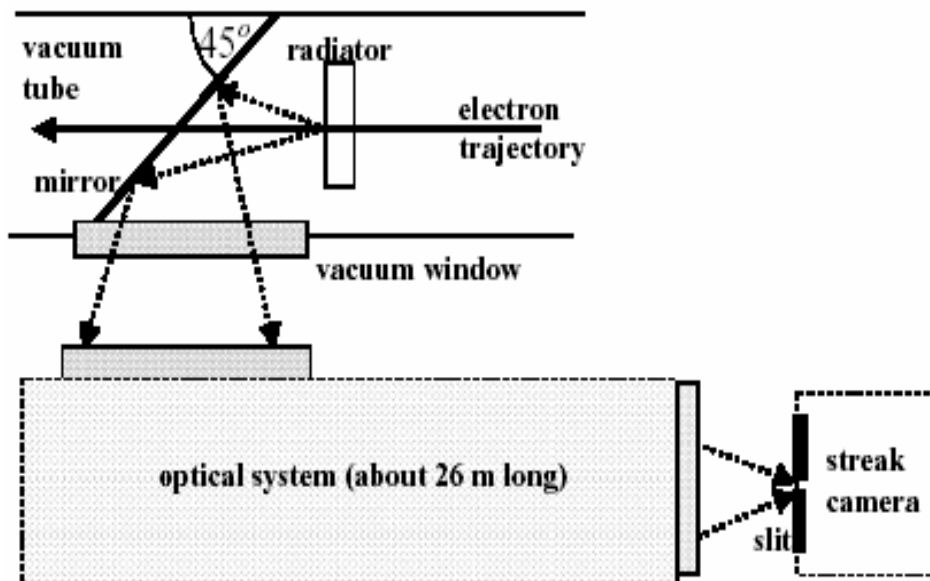 45°
vacuum
tube
radiator
electron
trajectory
mirror
vacuum window
optical system (about 26 m long)
streak
camera
slit